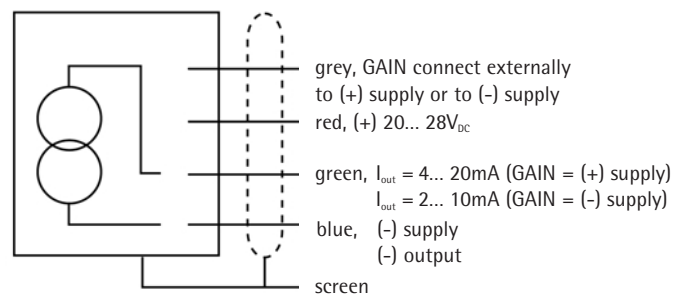 grey, GAIN connect externally
to (+) supply or to (-) supply
red, (+) 20... 28V_DC
green, I_out = 4... 20mA (GAIN = (+) supply)
I_out = 2... 10mA (GAIN = (-) supply)
blue, (-) supply
(-) output
screen